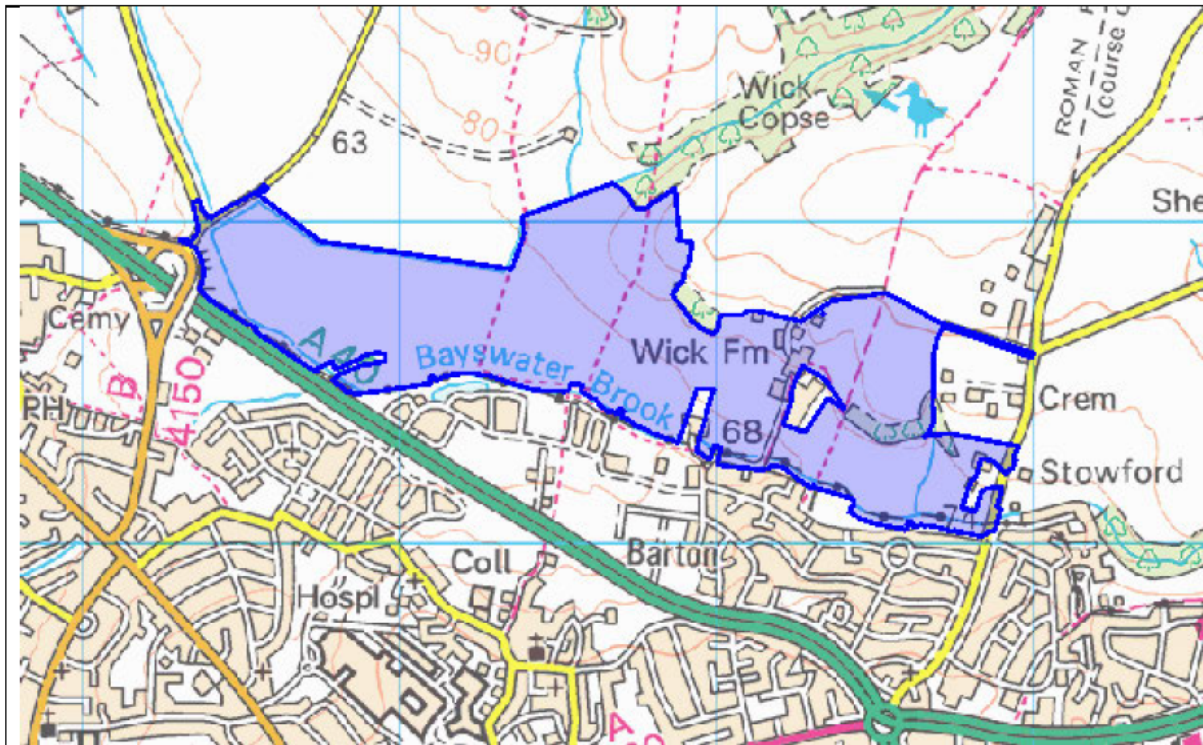 90
80
63
Wick
Copse
ROMAN
(course
She
Cemy
A40
B
4150
PH
Bayswater Brook
Wick Fm
68
Crem
Stowford
74
Coll
Barton
Hospl
A